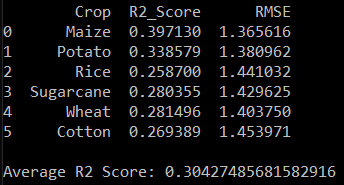 Crop R2_Score RMSE
0 Maize 0.397130 1.365616
1 Potato 0.338579 1.380962
2 Rice 0.258700 1.441032
3 Sugarcane 0.280355 1.429625
4 Wheat 0.281496 1.403750
5 Cotton 0.269389 1.453971
Average R2 Score: 0.30427485681582916